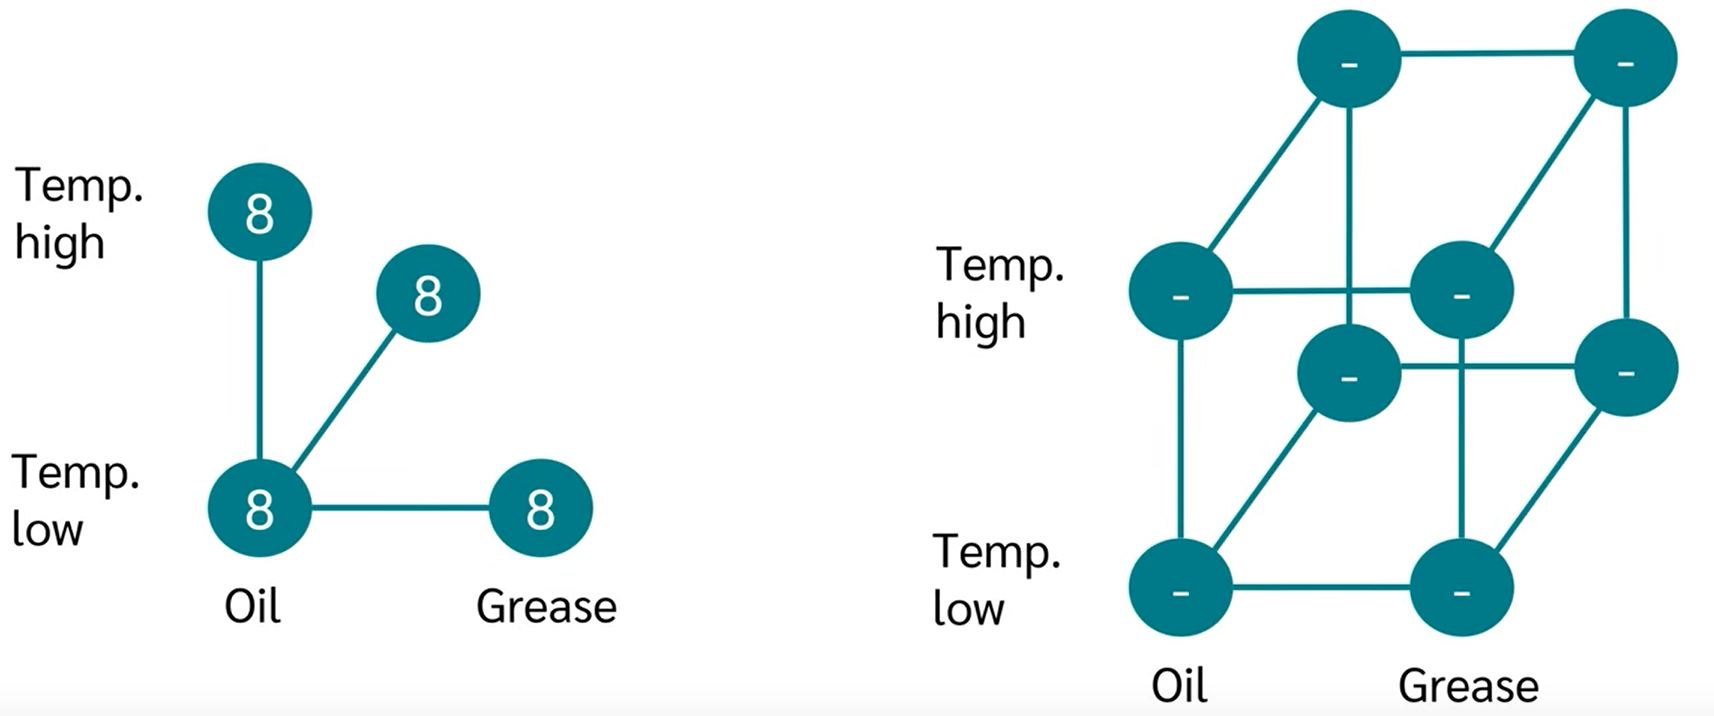 Temp.
high
8
8
Temp.
low
8
8
Oil
Grease
-
-
Temp.
high
-
-
-
-
Temp.
low
-
-
Oil
Grease